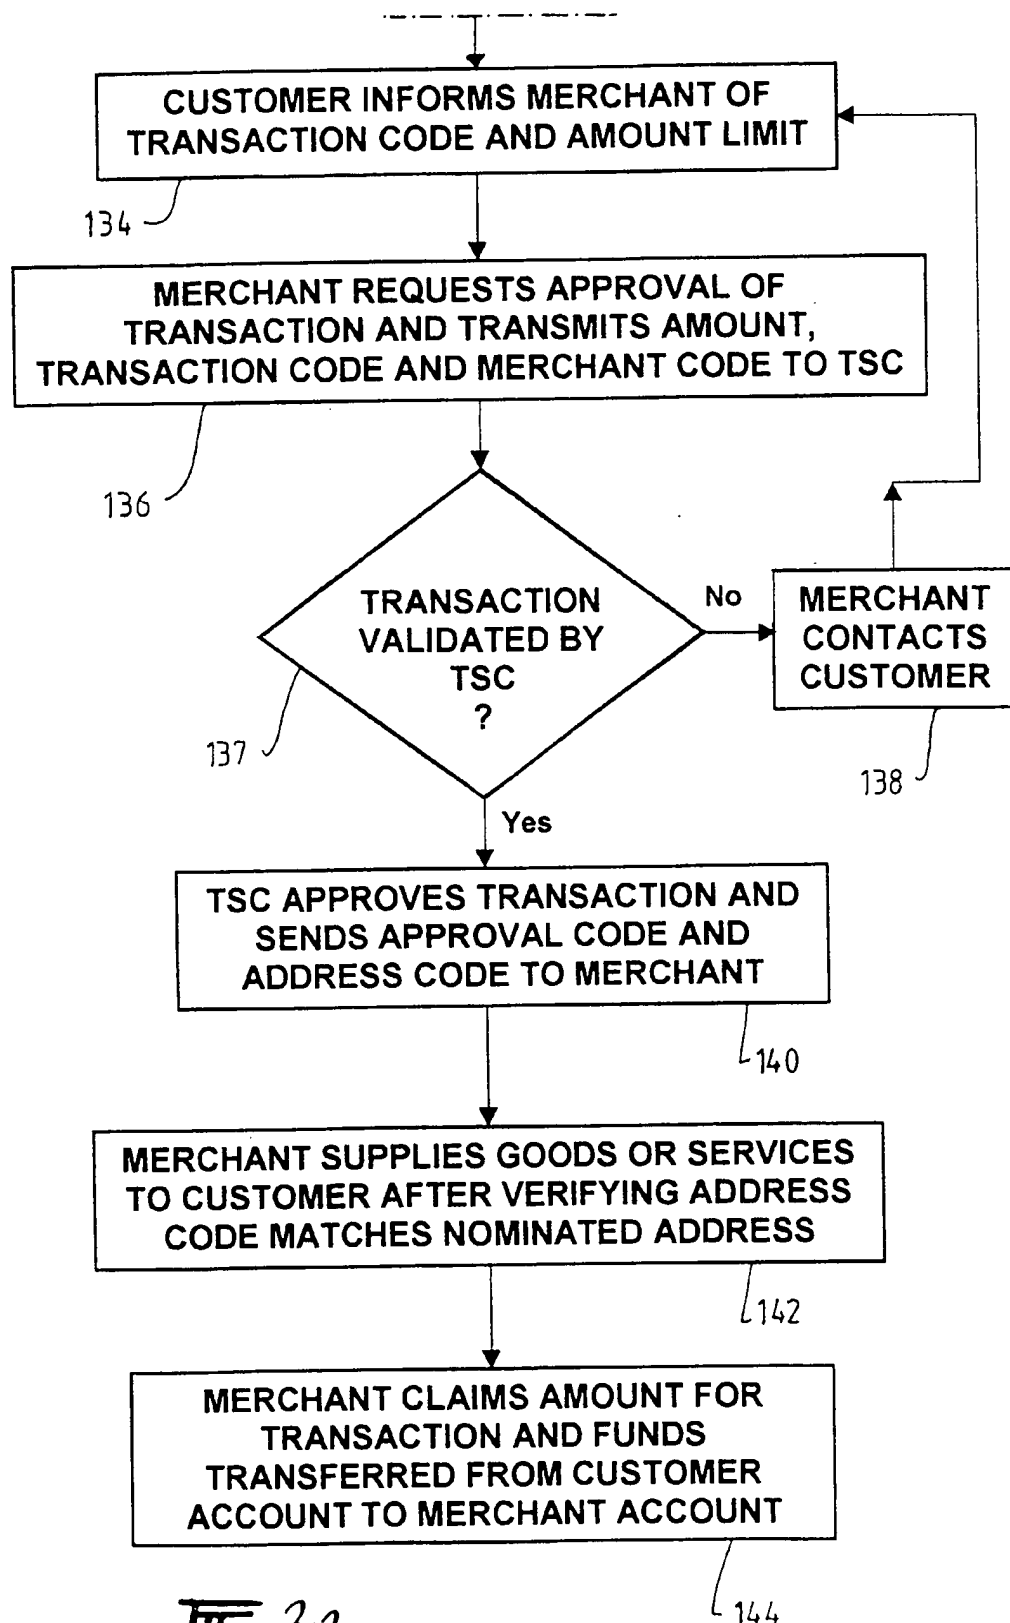 CUSTOMER INFORMS MERCHANT OF
TRANSACTION CODE AND AMOUNT LIMIT
134
MERCHANT REQUESTS APPROVAL OF
TRANSACTION AND TRANSMITS AMOUNT,
TRANSACTION CODE AND MERCHANT CODE TO TSC
136
TRANSACTION
VALIDATED BY
TSC
?
137
No
MERCHANT
CONTACTS
CUSTOMER
138
Yes
TSC APPROVES TRANSACTION AND
SENDS APPROVAL CODE AND
ADDRESS CODE TO MERCHANT
140
MERCHANT SUPPLIES GOODS OR SERVICES
TO CUSTOMER AFTER VERIFYING ADDRESS
CODE MATCHES NOMINATED ADDRESS
142
MERCHANT CLAIMS AMOUNT FOR
TRANSACTION AND FUNDS
TRANSFERRED FROM CUSTOMER
ACCOUNT TO MERCHANT ACCOUNT
144